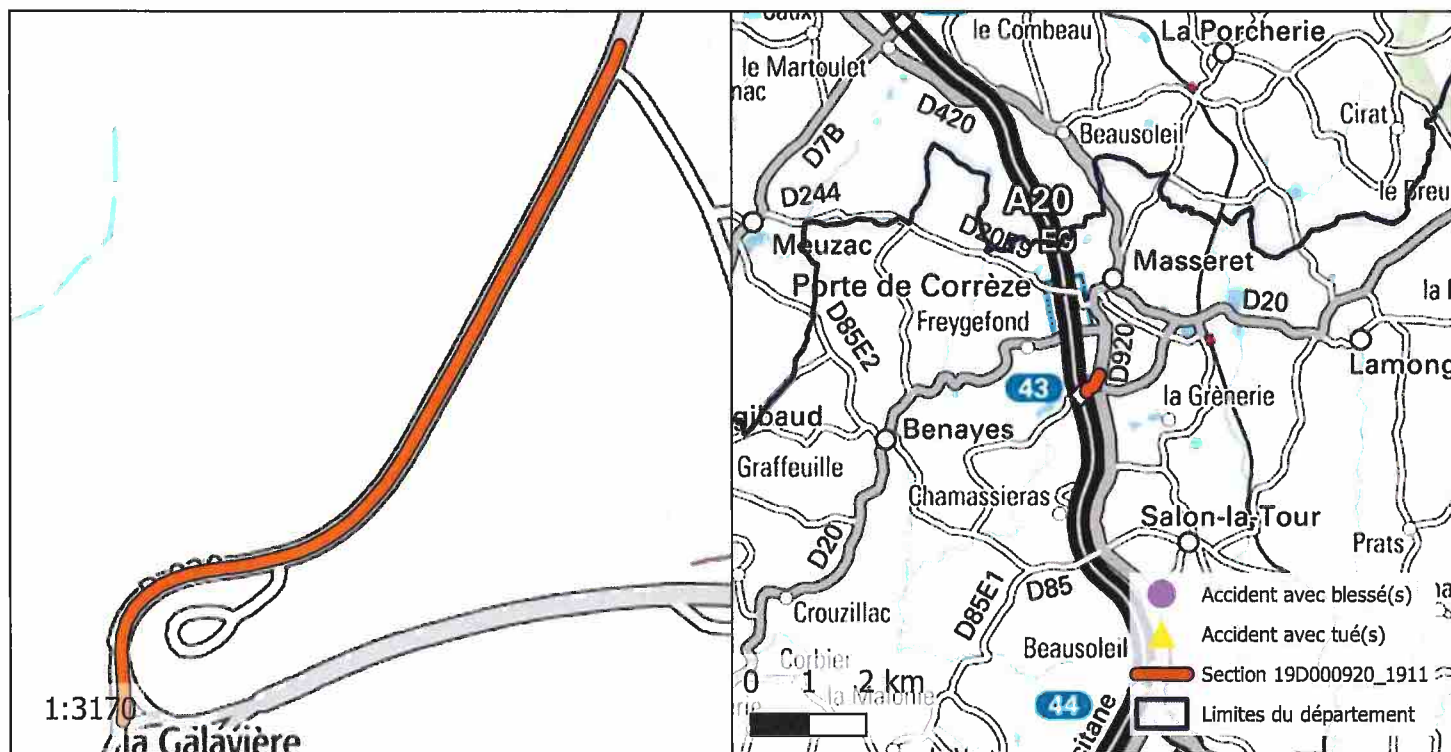 1:3170
la Galavière
le Combeau
La Porcherie
le Martoulet
nac
D420
Beausoleil
Cirat
D7B
D244
A20
Meuzac
Masseret
Porte de Corrèze
D20
Freygefond
D85E2
D920
43
la Grènerie
Lamong
gibaud
Benayes
Graffeuille
Chamassieras
Salon-la-Tour
Prats
D20
D85E1
D85
Crouzillac
Corbier
Beausoleil
0 1 2 km
la
44
Accident avec blessé(s)
Accident avec tué(s)
Section 19D000920_1911
Limites du département